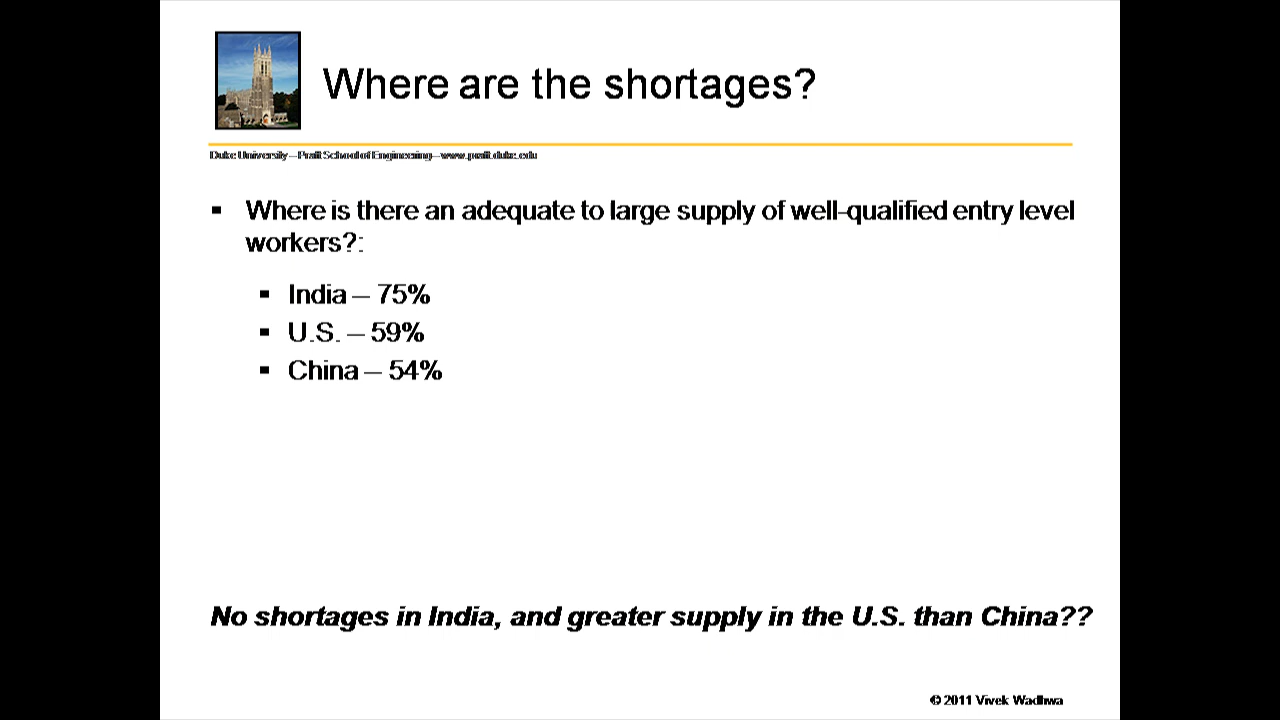 Where are the shortages?
Duke University – Pratt School of Engineering – www.pratt.duke.edu
▪ Where is there an adequate to large supply of well-qualified entry level
workers?:
▪ India – 75%
▪ U.S. – 59%
▪ China – 54%
No shortages in India, and greater supply in the U.S. than China??
© 2011 Vivek Wadhwa